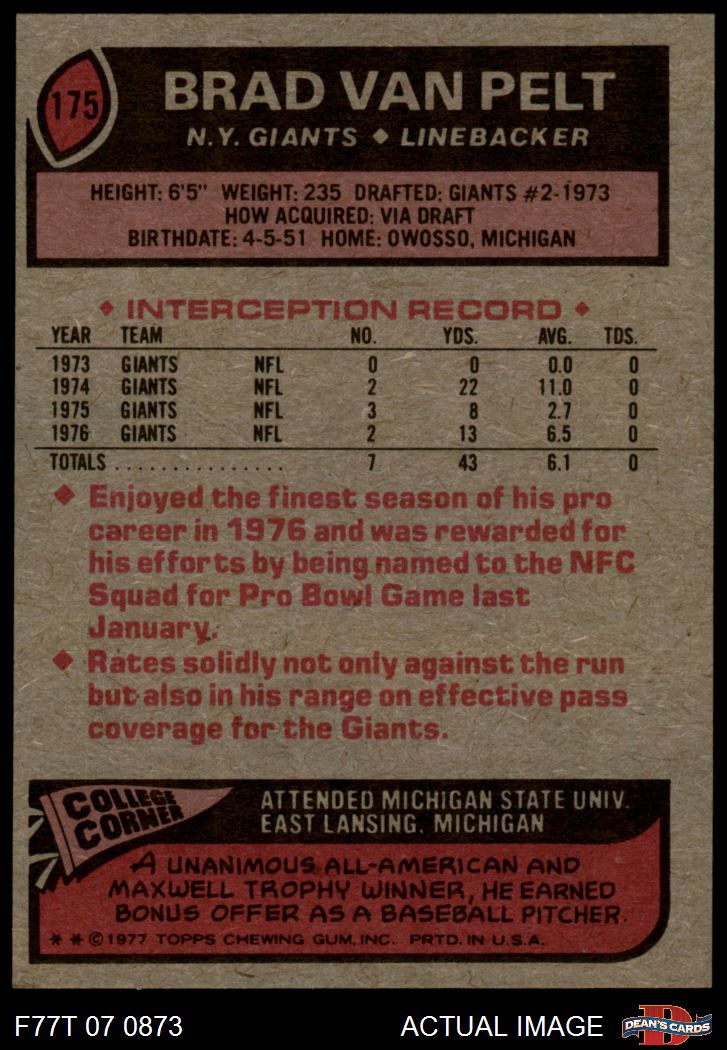 175
BRAD VAN PELT
N.Y. GIANTS ◆ LINEBACKER
HEIGHT: 6'5" WEIGHT: 235 DRAFTED: GIANTS #2-1973
HOW ACQUIRED: VIA DRAFT
BIRTHDATE: 4-5-51 HOME: OWOSSO, MICHIGAN
◆ INTERCEPTION RECORD ◆
YEAR TEAM NO. YDS. AVG. TDS.
1973 GIANTS NFL 0 0 0.0 0
1974 GIANTS NFL 2 22 11.0 0
1975 GIANTS NFL 3 8 2.7 0
1976 GIANTS NFL 2 13 6.5 0
TOTALS . . . . . . . . . . . . . . . 7 43 6.1 0
◆ Enjoyed the finest season of his pro
career in 1976 and was rewarded for
his efforts by being named to the NFC
Squad for Pro Bowl Game last
January.
◆ Rates solidly not only against the run
but also in his range on effective pass
coverage for the Giants.
COLLEGE
CORNER
ATTENDED MICHIGAN STATE UNIV.
EAST LANSING, MICHIGAN
A UNANIMOUS ALL-AMERICAN AND
MAXWELL TROPHY WINNER, HE EARNED
BONUS OFFER AS A BASEBALL PITCHER.
* * © 1977 TOPPS CHEWING GUM, INC. PRTD. IN U.S.A.
F77T 07 0873 ACTUAL IMAGE
D
DEAN'S CARDS